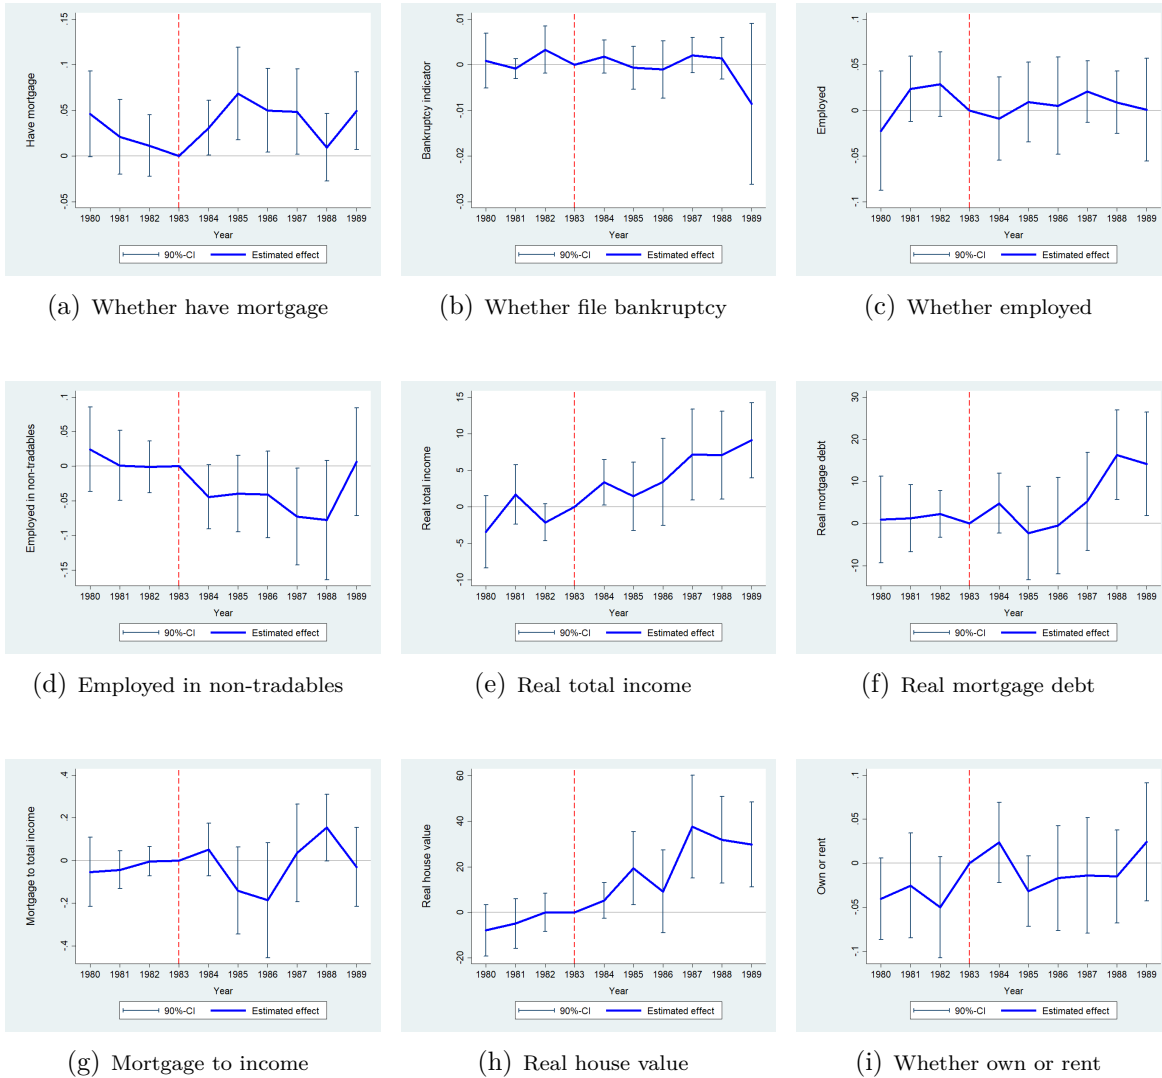 Have mortgage
.15
.1
.05
0
-.05
1980 1981 1982 1983 1984 1985 1986 1987 1988 1989
Year
90%-CI Estimated effect
(a) Whether have mortgage
Bankruptcy indicator
.01
0
-.01
-.02
-.03
1980 1981 1982 1983 1984 1985 1986 1987 1988 1989
Year
90%-CI Estimated effect
(b) Whether file bankruptcy
Employed
.1
.05
0
-.05
-.1
1980 1981 1982 1983 1984 1985 1986 1987 1988 1989
Year
90%-CI Estimated effect
(c) Whether employed
Employed in non-tradables
.1
.05
0
-.05
-.1
-.15
1980 1981 1982 1983 1984 1985 1986 1987 1988 1989
Year
90%-CI Estimated effect
(d) Employed in non-tradables
Real total income
15
10
5
0
-5
-10
1980 1981 1982 1983 1984 1985 1986 1987 1988 1989
Year
90%-CI Estimated effect
(e) Real total income
Real mortgage debt
30
20
10
0
-10
1980 1981 1982 1983 1984 1985 1986 1987 1988 1989
Year
90%-CI Estimated effect
(f) Real mortgage debt
Mortgage to total income
.4
.2
0
-.2
-.4
1980 1981 1982 1983 1984 1985 1986 1987 1988 1989
Year
90%-CI Estimated effect
(g) Mortgage to income
Real house value
60
40
20
0
-20
1980 1981 1982 1983 1984 1985 1986 1987 1988 1989
Year
90%-CI Estimated effect
(h) Real house value
Own or rent
.1
.05
0
-.05
-.1
1980 1981 1982 1983 1984 1985 1986 1987 1988 1989
Year
90%-CI Estimated effect
(i) Whether own or rent